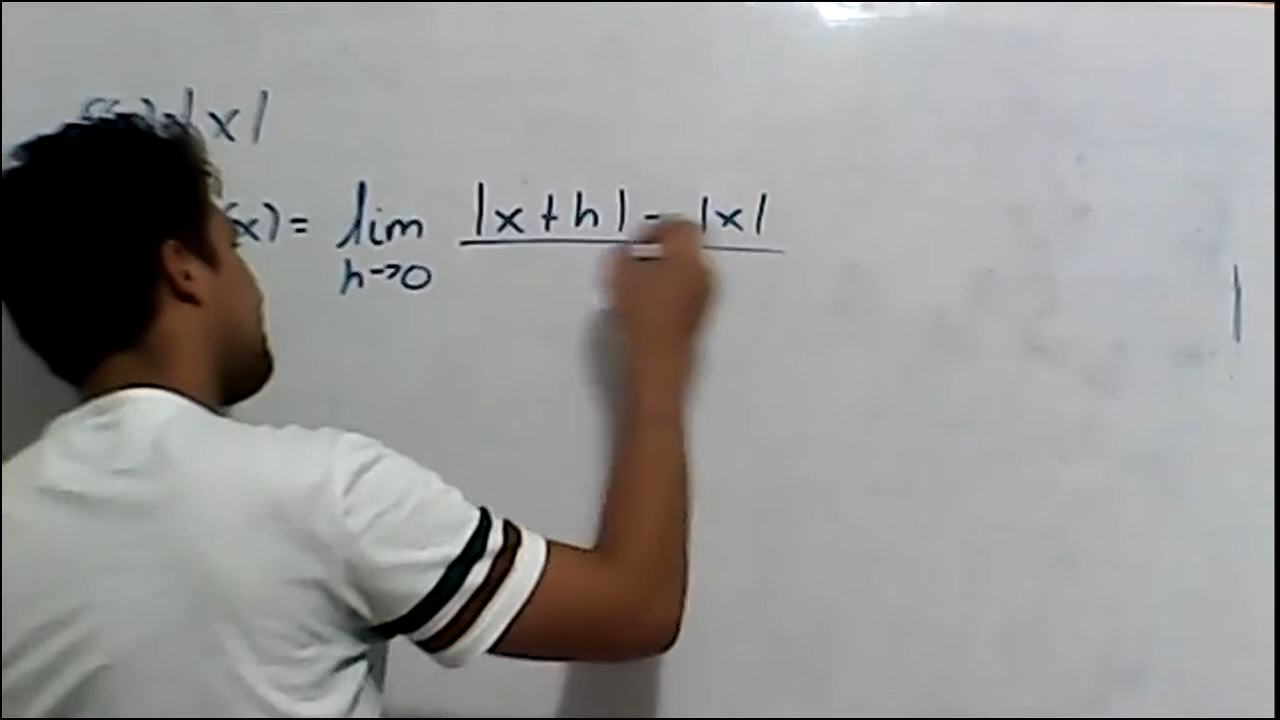 |x|
(x) = lim |x+h| - |x|
h→0